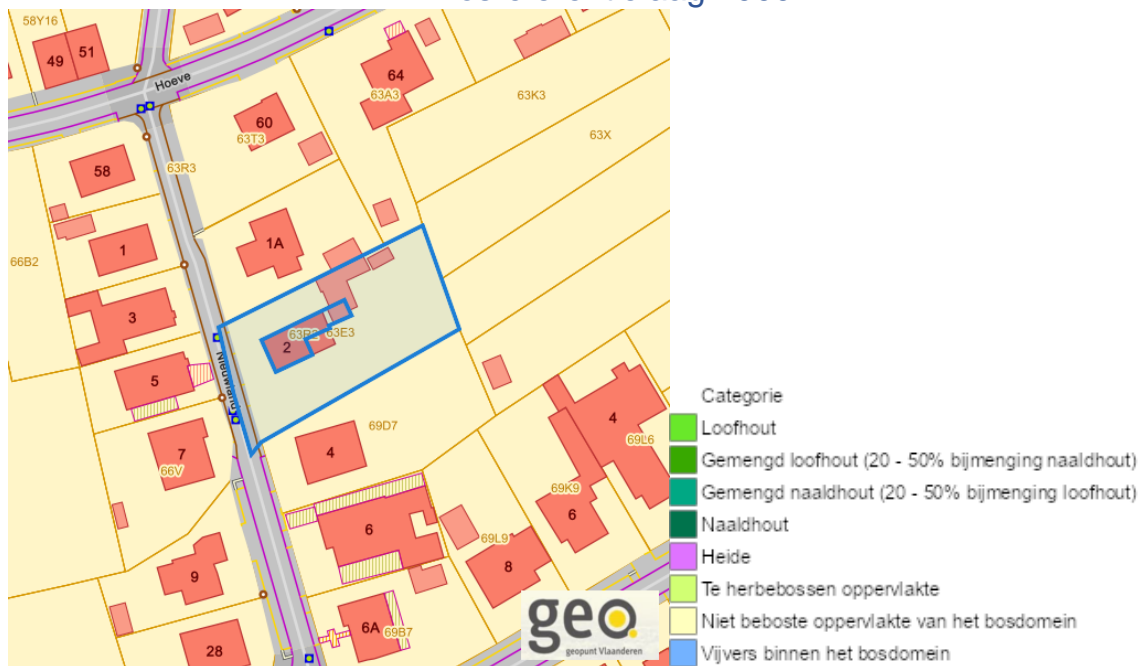 58Y16
49
51
Hoeve
64
63A3
63K3
60
63T3
63X
58
63R3
1
1A
66B2
3
63P2
63E3
2
5
4
69D7
4
69L6
7
66V
69K9
6
6
69L9
8
9
6A
69B7
28
geo
geopunt Vlaanderen
Categorie
Loofhout
Gemengd loofhout (20 - 50% bijmenging naaldhout)
Gemengd naaldhout (20 - 50% bijmenging loofhout)
Naaldhout
Heide
Te herbebossen oppervlakte
Niet beboste oppervlakte van het bosdomein
Vijvers binnen het bosdomein